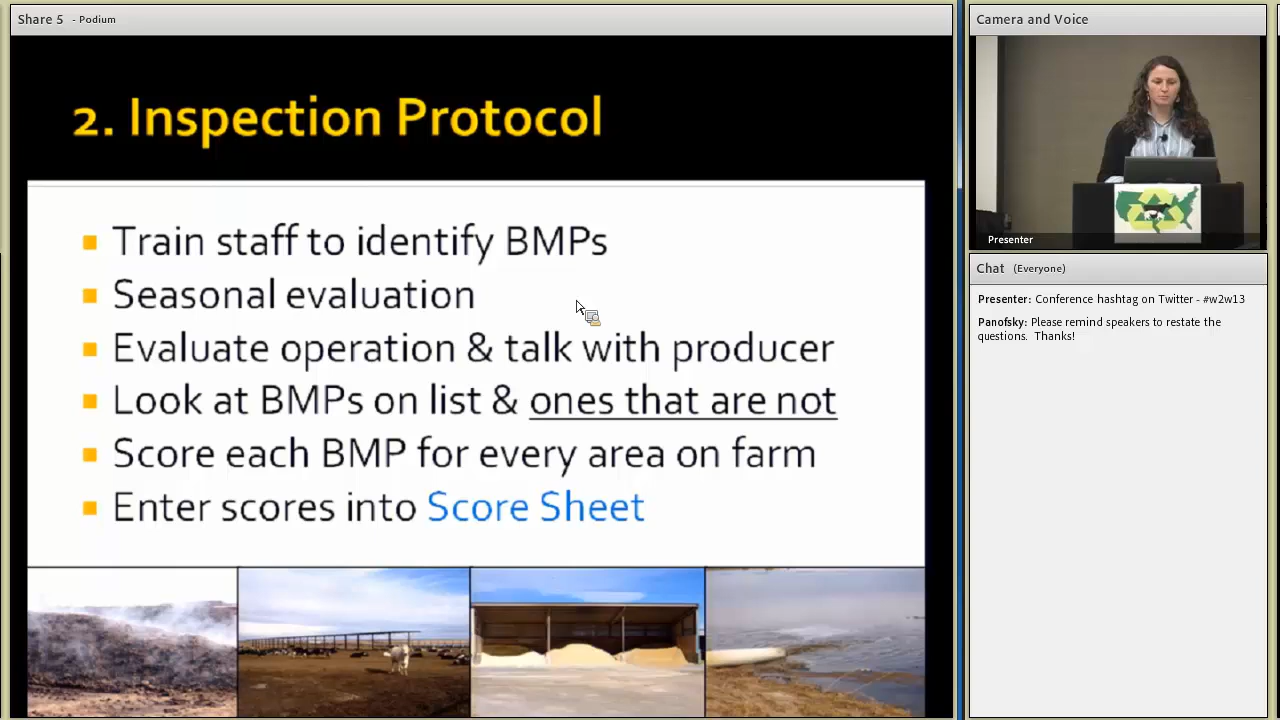 Share 5 - Podium
2. Inspection Protocol
Train staff to identify BMPs
Seasonal evaluation
Evaluate operation & talk with producer
Look at BMPs on list & ones that are not
Score each BMP for every area on farm
Enter scores into Score Sheet
Camera and Voice
Presenter
Chat (Everyone)
Presenter: Conference hashtag on Twitter - #w2w13
Panofsky: Please remind speakers to restate the
questions. Thanks!